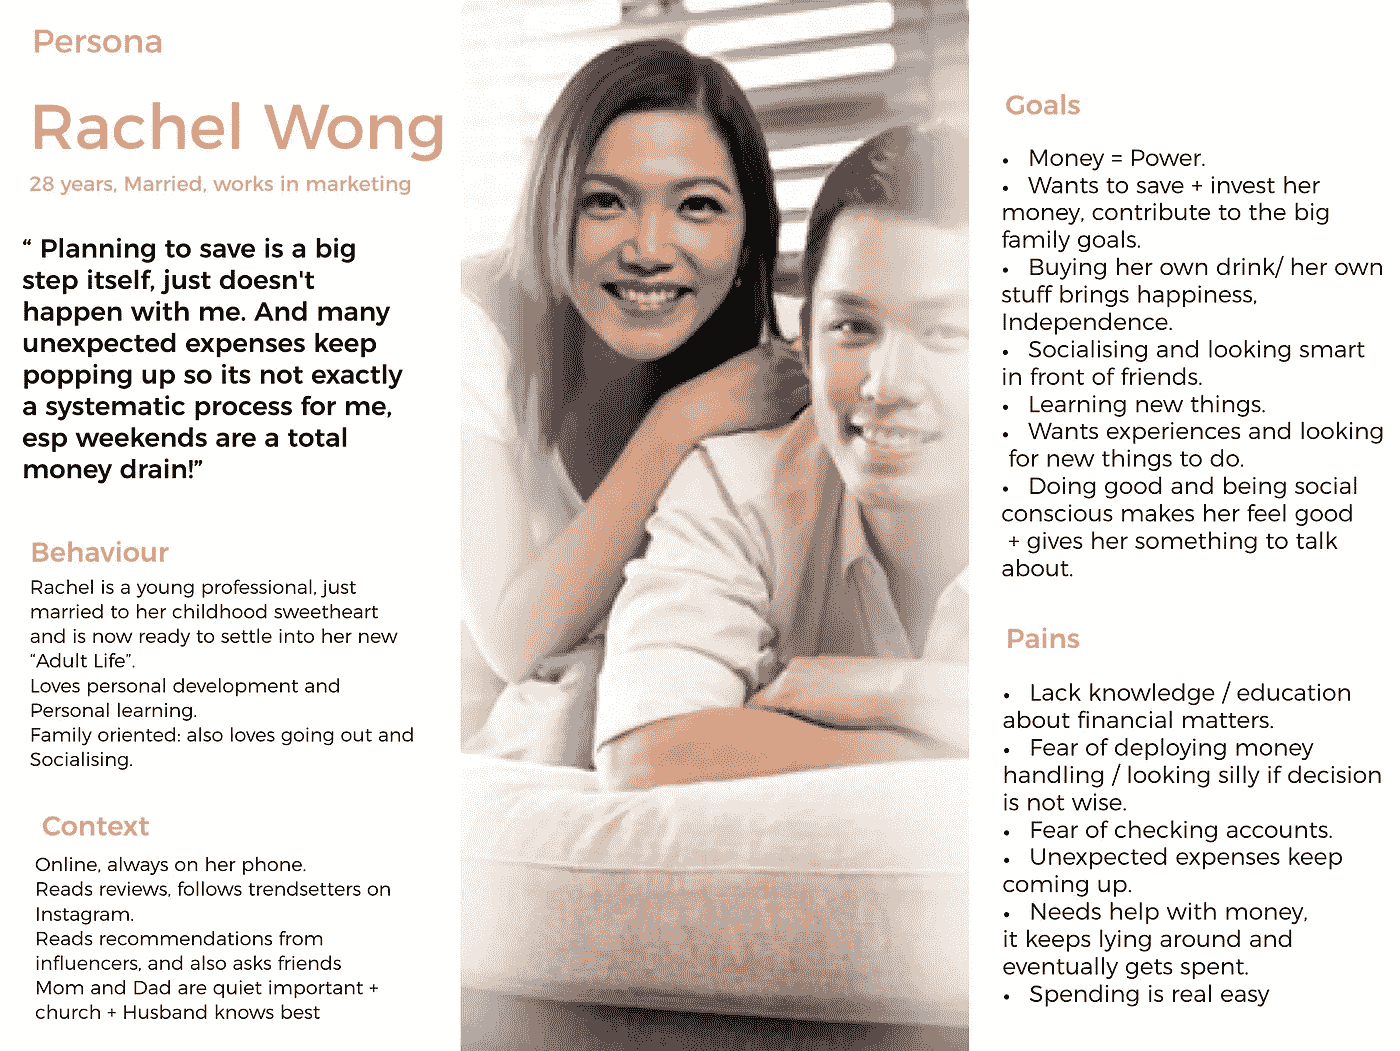 Persona
Rachel Wong
28 years, Married, works in marketing
“ Planning to save is a big
step itself, just doesn't
happen with me. And many
unexpected expenses keep
popping up so its not exactly
a systematic process for me,
esp weekends are a total
money drain!”
Behaviour
Rachel is a young professional, just
married to her childhood sweetheart
and is now ready to settle into her new
“Adult Life”.
Loves personal development and
Personal learning.
Family oriented: also loves going out and
Socialising.
Context
Online, always on her phone.
Reads reviews, follows trendsetters on
Instagram.
Reads recommendations from
influencers, and also asks friends
Mom and Dad are quiet important +
church + Husband knows best
Goals
• Money = Power.
• Wants to save + invest her
money, contribute to the big
family goals.
• Buying her own drink/ her own
stuff brings happiness,
Independence.
• Socialising and looking smart
in front of friends.
• Learning new things.
• Wants experiences and looking
for new things to do.
• Doing good and being social
conscious makes her feel good
+ gives her something to talk
about.
Pains
• Lack knowledge / education
about financial matters.
• Fear of deploying money
handling / looking silly if decision
is not wise.
• Fear of checking accounts.
• Unexpected expenses keep
coming up.
• Needs help with money,
it keeps lying around and
eventually gets spent.
• Spending is real easy